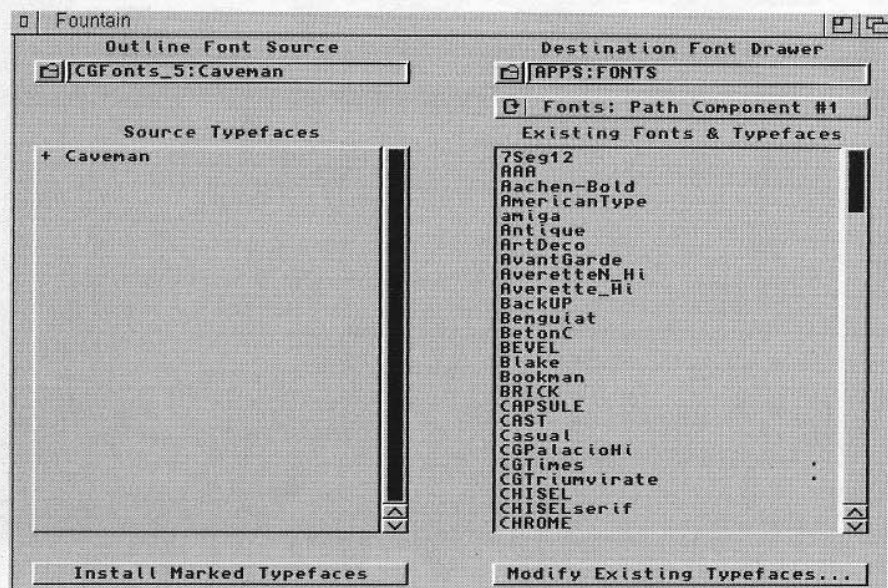 Fountain
Outline Font Source
CGFonts_5:Caveman
Source Typefaces
+ Caveman
Install Marked Typefaces
Destination Font Drawer
APPS:FONTS
Fonts: Path Component #1
Existing Fonts & Typefaces
7Seg12
AAA
Aachen-Bold
AmericanType
amiga
Antique
ArtDeco
AvantGarde
AveretteN_Hi
Averette_Hi
BackUP
Benguiat
BetonC
BEVEL
Blake
Bookman
BRICK
CAPSULE
CAST
Casual
CGPalacioHi
CGTimes .
CGTriumvirate .
CHISEL
CHISELserif
CHROME
Modify Existing Typefaces...